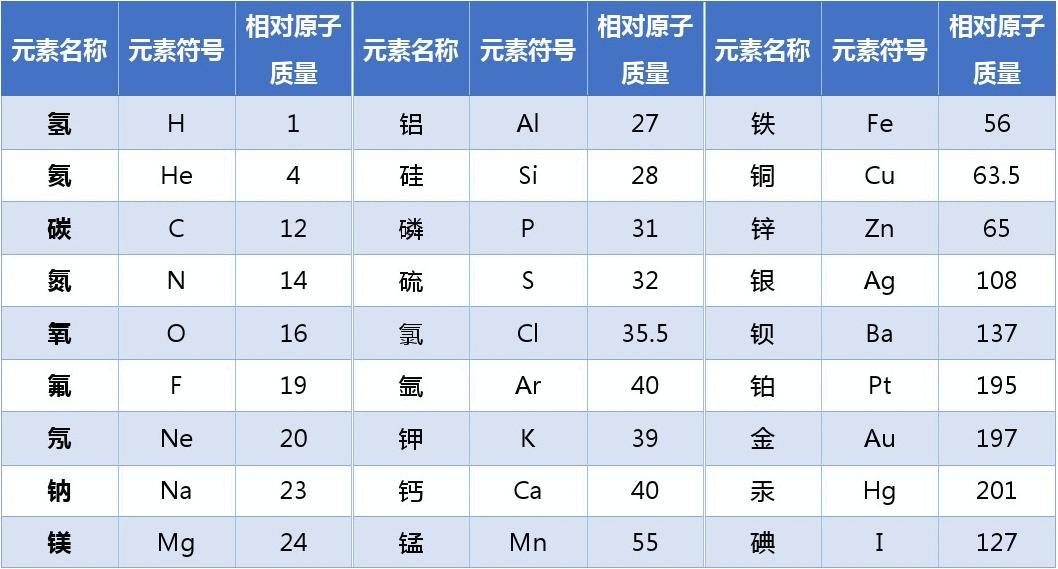 元素名称 元素符号 相对原子质量 元素名称 元素符号 相对原子质量 元素名称 元素符号 相对原子质量
氢 H 1 铝 Al 27 铁 Fe 56
氦 He 4 硅 Si 28 铜 Cu 63.5
碳 C 12 磷 P 31 锌 Zn 65
氮 N 14 硫 S 32 银 Ag 108
氧 O 16 氯 Cl 35.5 钡 Ba 137
氟 F 19 氩 Ar 40 铂 Pt 195
氖 Ne 20 钾 K 39 金 Au 197
钠 Na 23 钙 Ca 40 汞 Hg 201
镁 Mg 24 锰 Mn 55 碘 I 127